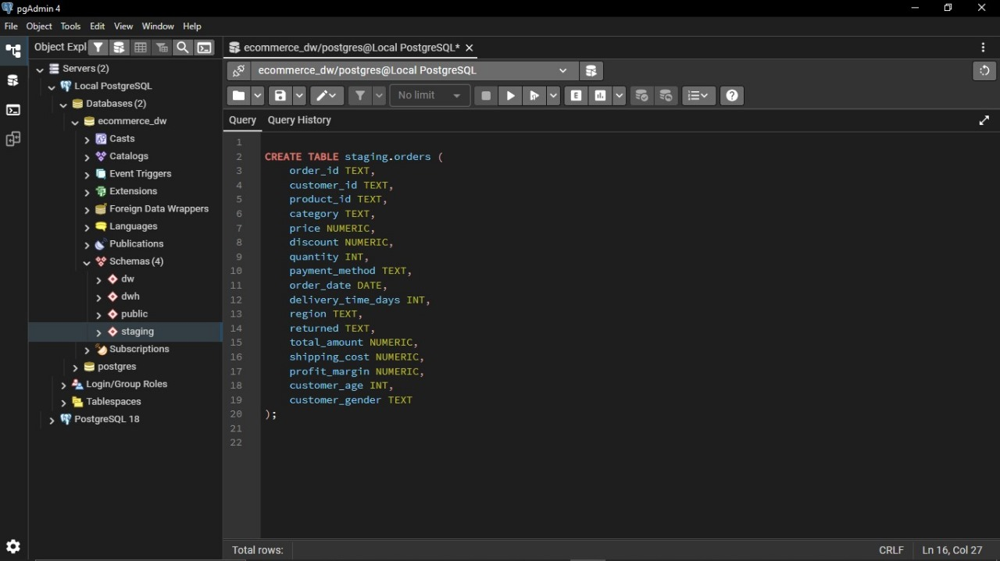 pgAdmin 4
File Object Tools Edit View Window Help
Object Expl
Servers (2)
Local PostgreSQL
Databases (2)
ecommerce_dw
Casts
Catalogs
Event Triggers
Extensions
Foreign Data Wrappers
Languages
Publications
Schemas (4)
dw
dwh
public
staging
Subscriptions
postgres
Login/Group Roles
Tablespaces
PostgreSQL 18
ecommerce_dw/postgres@Local PostgreSQL*
ecommerce_dw/postgres@Local PostgreSQL
No limit
E
Query Query History
1
2 CREATE TABLE staging.orders (
3 order_id TEXT,
4 customer_id TEXT,
5 product_id TEXT,
6 category TEXT,
7 price NUMERIC,
8 discount NUMERIC,
9 quantity INT,
10 payment_method TEXT,
11 order_date DATE,
12 delivery_time_days INT,
13 region TEXT,
14 returned TEXT,
15 total_amount NUMERIC,
16 shipping_cost NUMERIC,
17 profit_margin NUMERIC,
18 customer_age INT,
19 customer_gender TEXT
20 );
21
22
Total rows:
CRLF Ln 16, Col 27